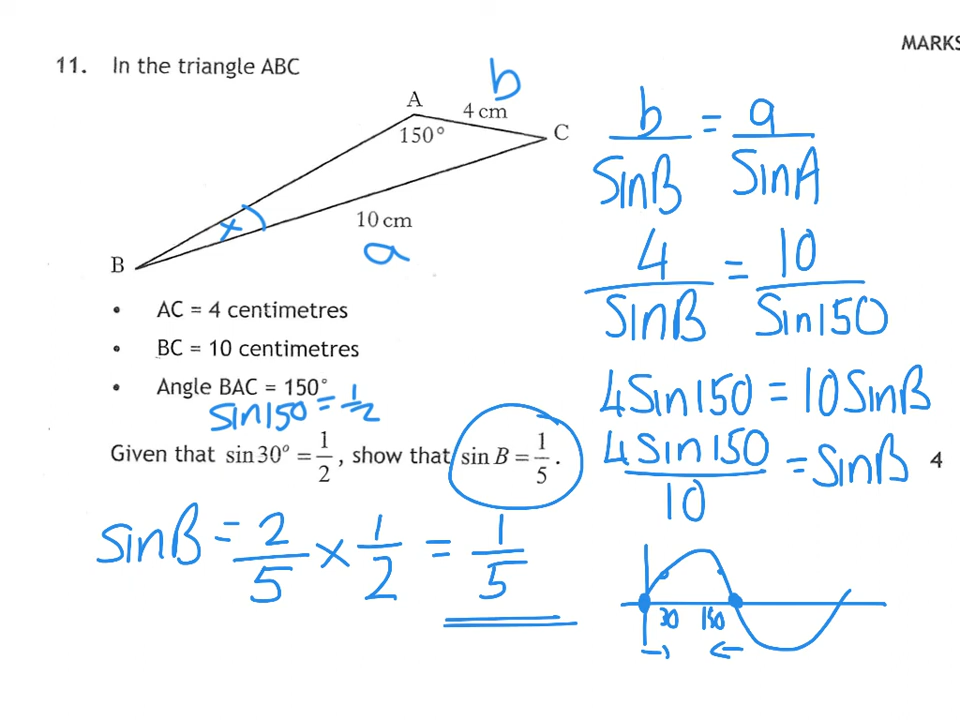 MARKS
11. In the triangle ABC
b
A
4 cm
150°
C
x
10 cm
a
B
• AC = 4 centimetres
• BC = 10 centimetres
• Angle BAC = 150°
sin150 = 1/2
Given that sin 30° = 1/2, show that sin B = 1/5.
4
b/SinB = a/SinA
4/SinB = 10/Sin150
4Sin150 = 10SinB
4Sin150/10 = SinB
sinB = 2/5 × 1/2 = 1/5
30 150